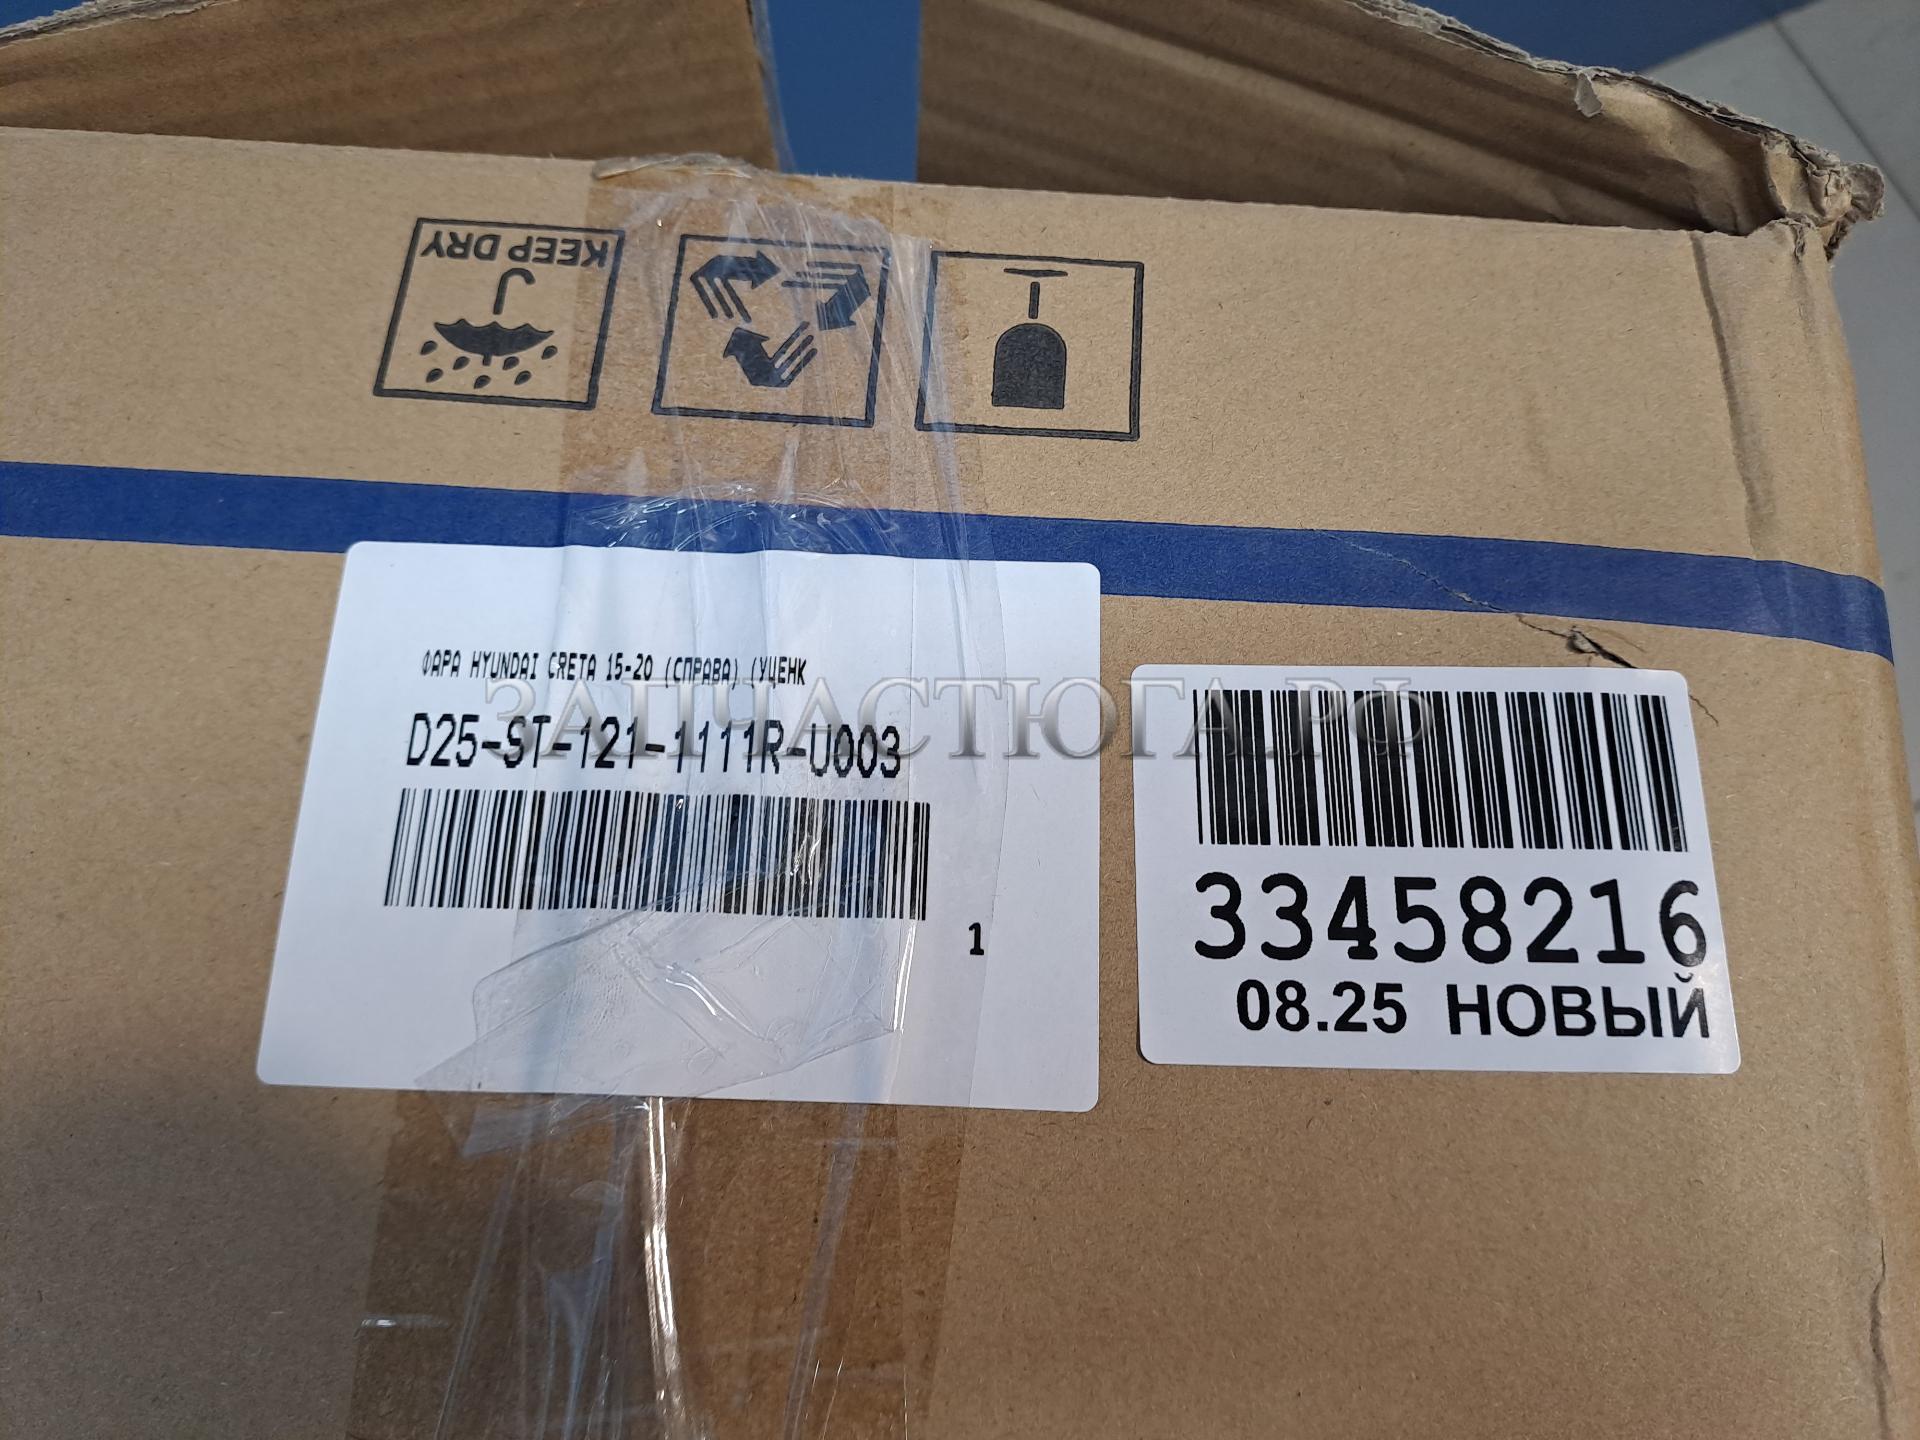 KEEP DRY
ФАРА HYUNDAI CRETA 15-20 (СПРАВА) (УЦЕНК
ЗАПЧАСТЮГА.РФ
D25-ST-121-1111R-U003
1
33458216
08.25 НОВЫЙ